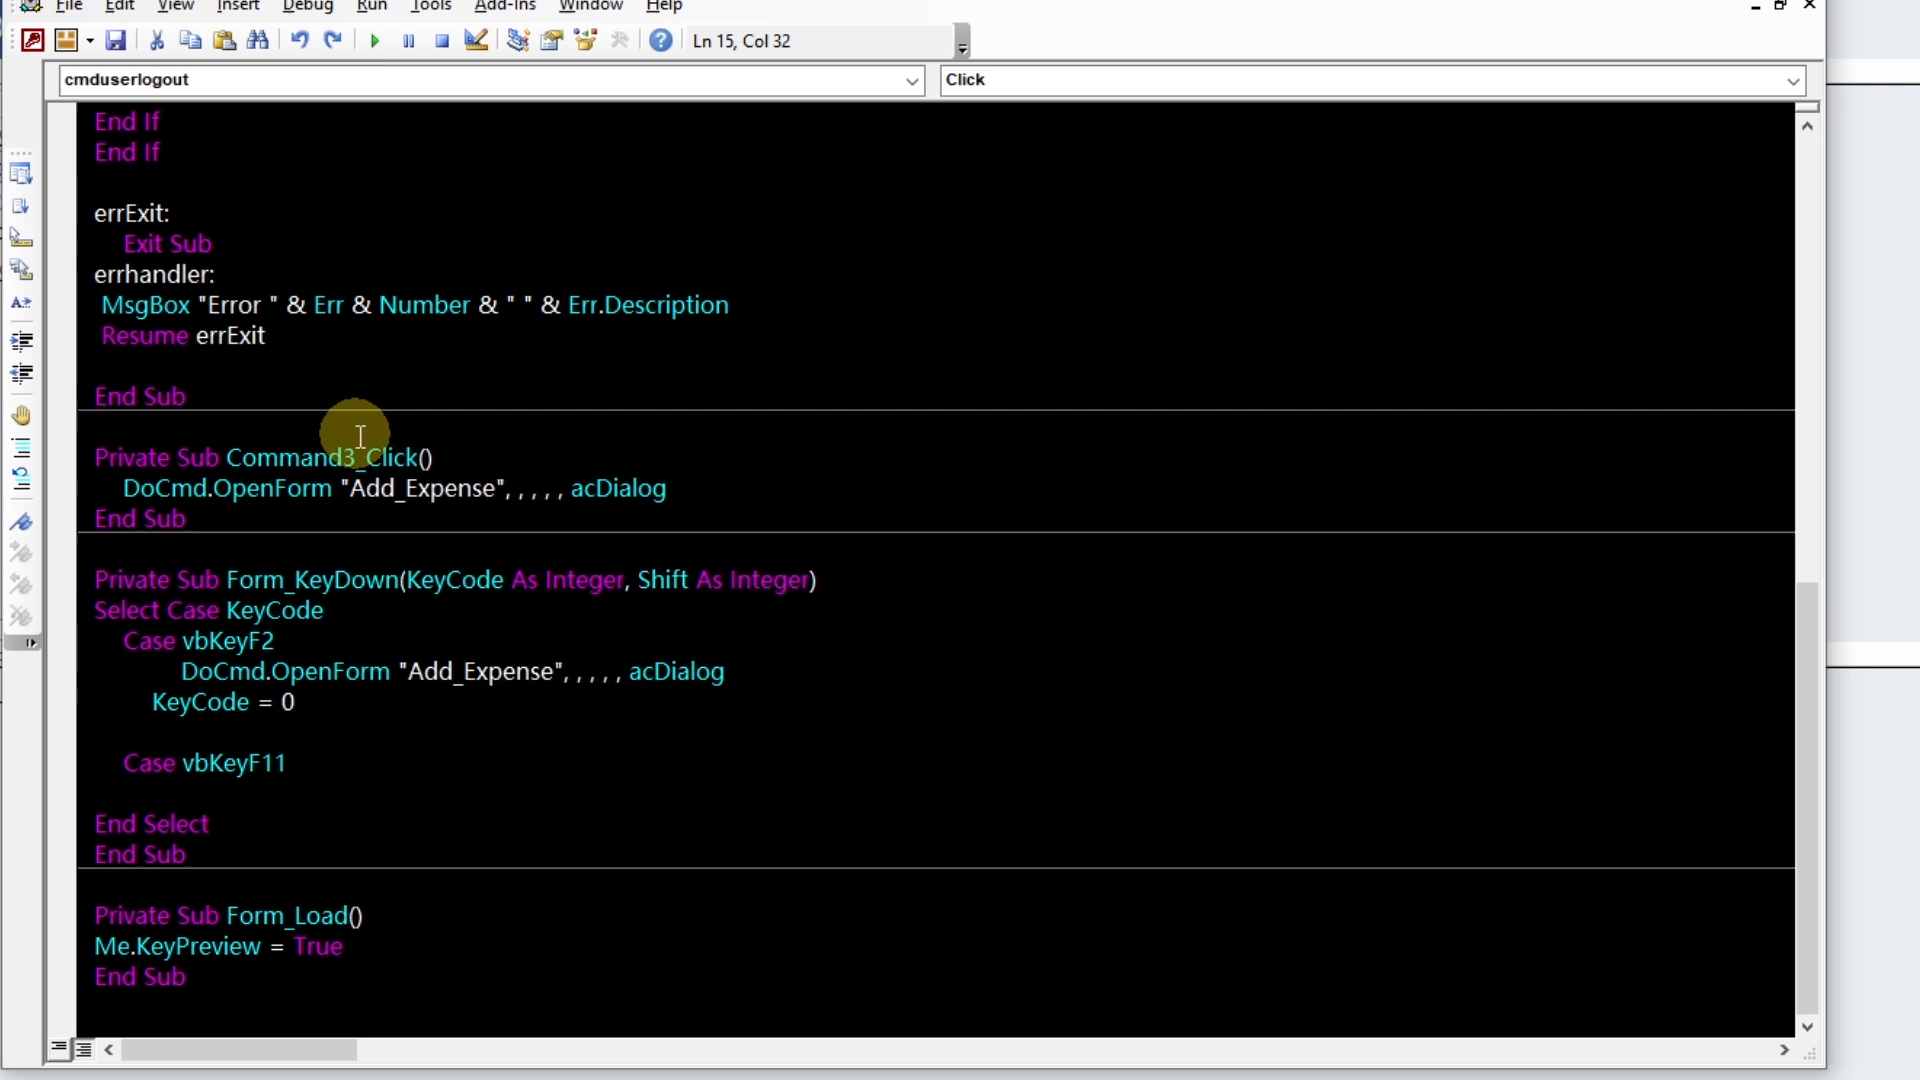 File Edit View Insert Debug Run Tools Add-Ins Window Help
Ln 15, Col 32
cmduserlogout Click
End If
End If
errExit:
Exit Sub
errhandler:
MsgBox "Error " & Err & Number & " " & Err.Description
Resume errExit
End Sub
Private Sub Command3_Click()
DoCmd.OpenForm "Add_Expense", , , , , acDialog
End Sub
Private Sub Form_KeyDown(KeyCode As Integer, Shift As Integer)
Select Case KeyCode
Case vbKeyF2
DoCmd.OpenForm "Add_Expense", , , , , acDialog
KeyCode = 0
Case vbKeyF11
End Select
End Sub
Private Sub Form_Load()
Me.KeyPreview = True
End Sub